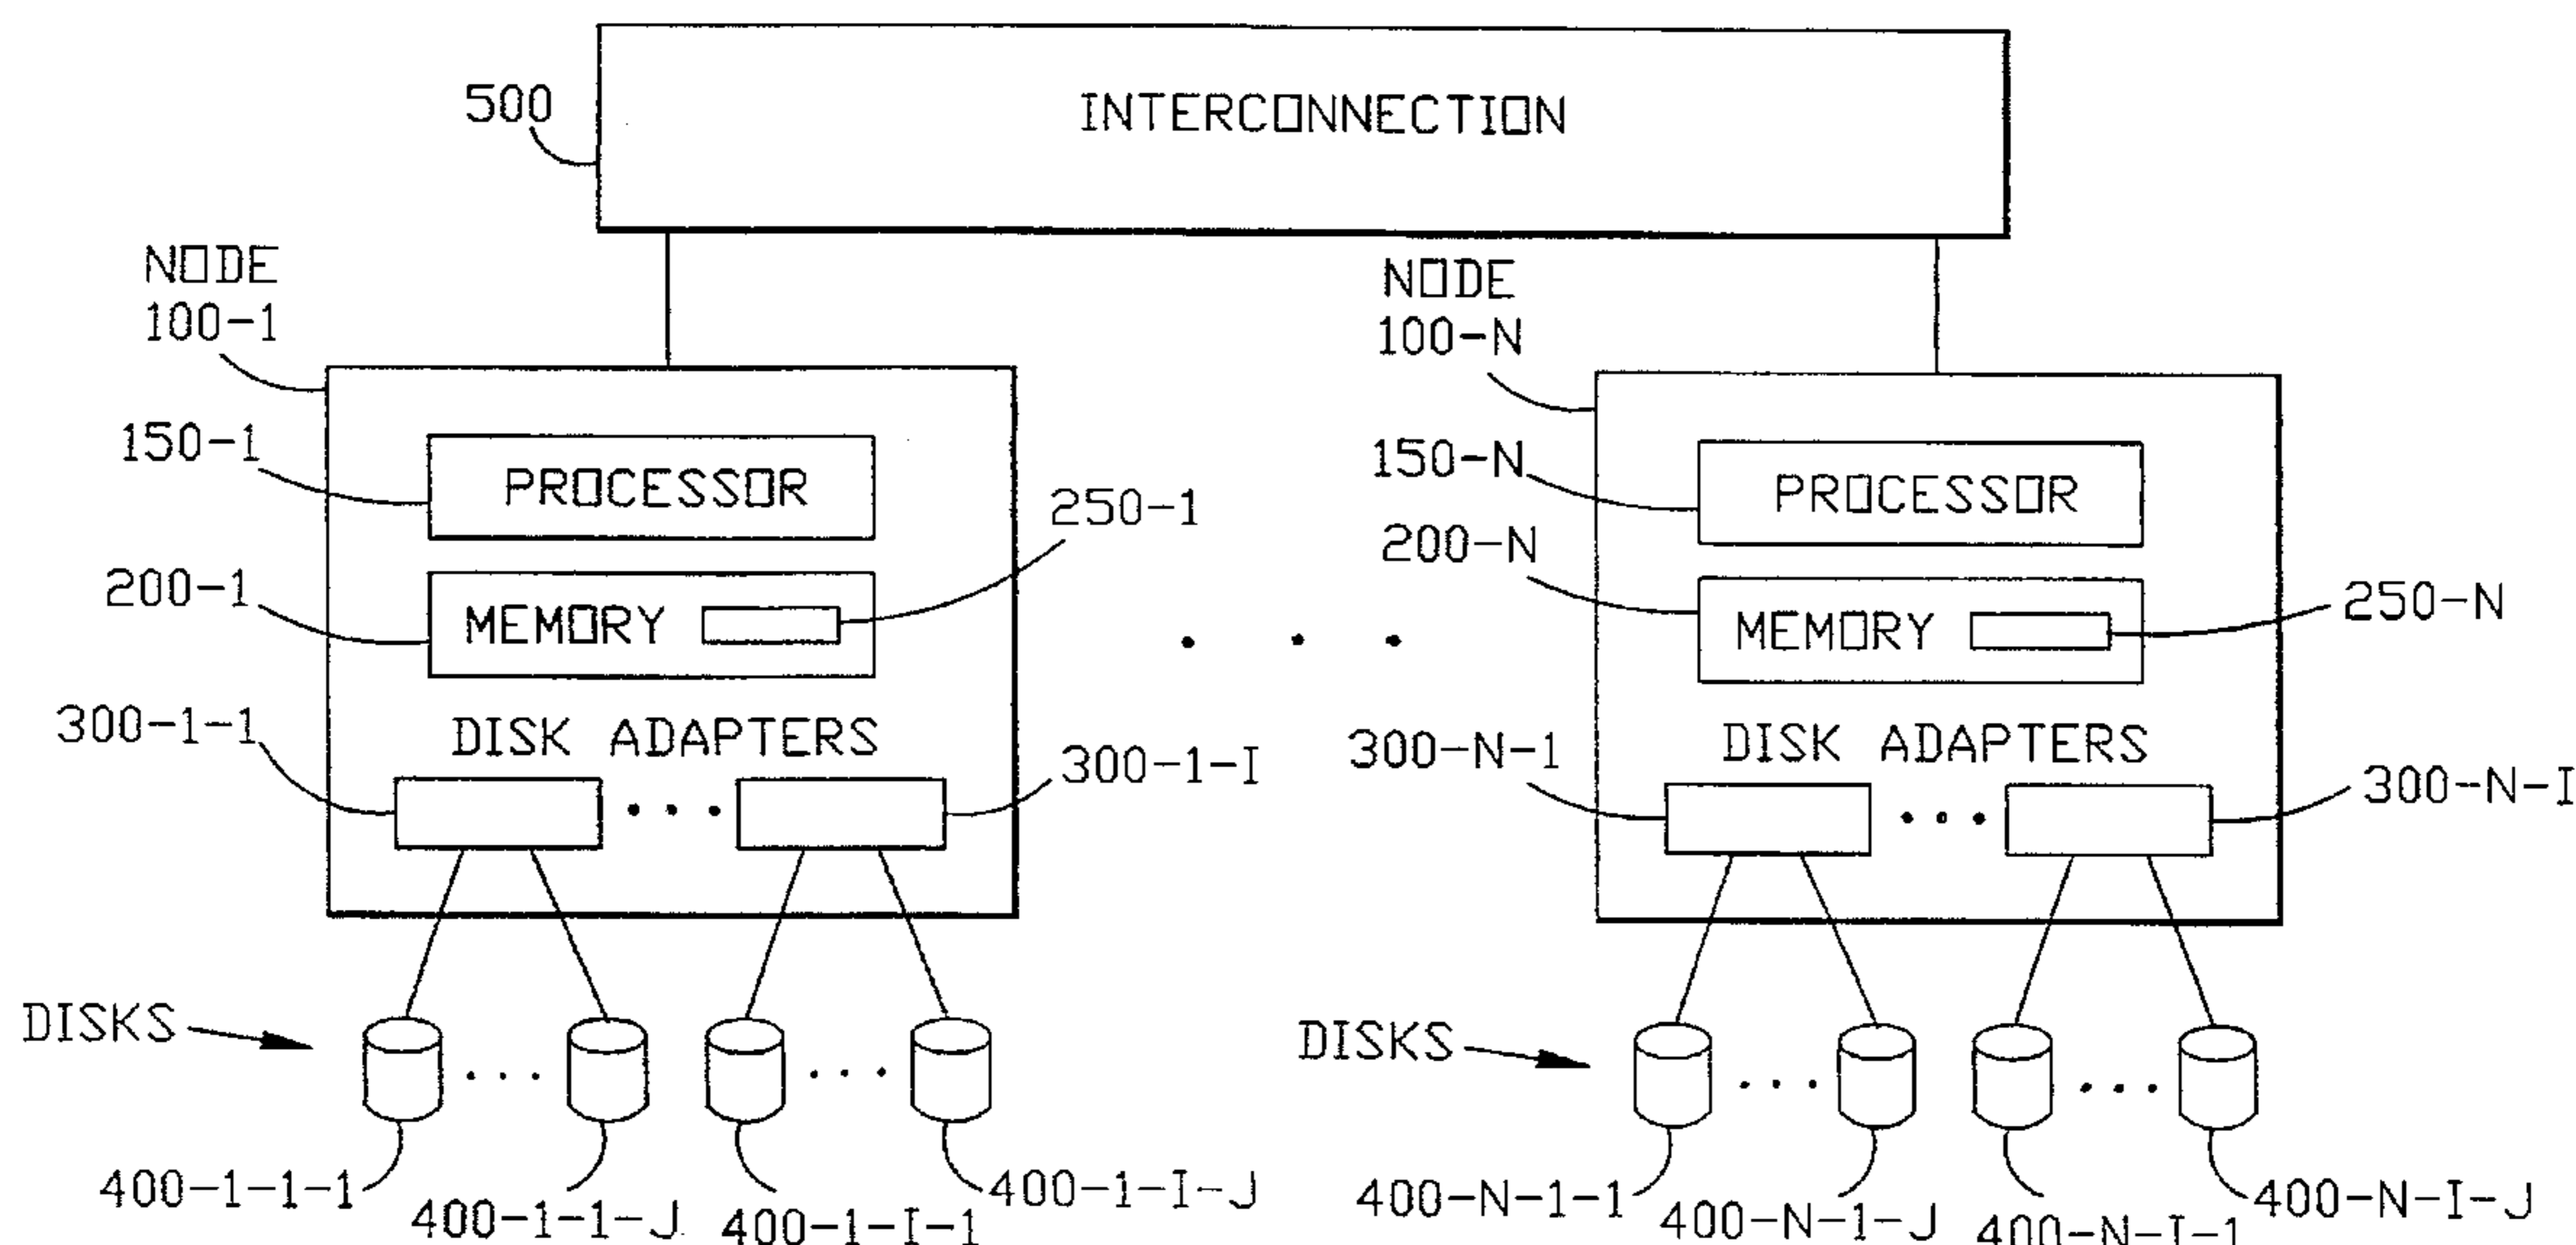 500
INTERCONNECTION
NODE
100-1
NODE
100-N
150-1
PROCESSOR
250-1
150-N
PROCESSOR
200-1
MEMORY
200-N
MEMORY
250-N
300-1-1
DISK ADAPTERS
300-1-I
300-N-1
DISK ADAPTERS
300-N-I
DISKS
DISKS
400-1-1-1
400-1-1-J
400-1-I-1
400-1-I-J
400-N-1-1
400-N-1-J
400-N-I-1
400-N-I-J